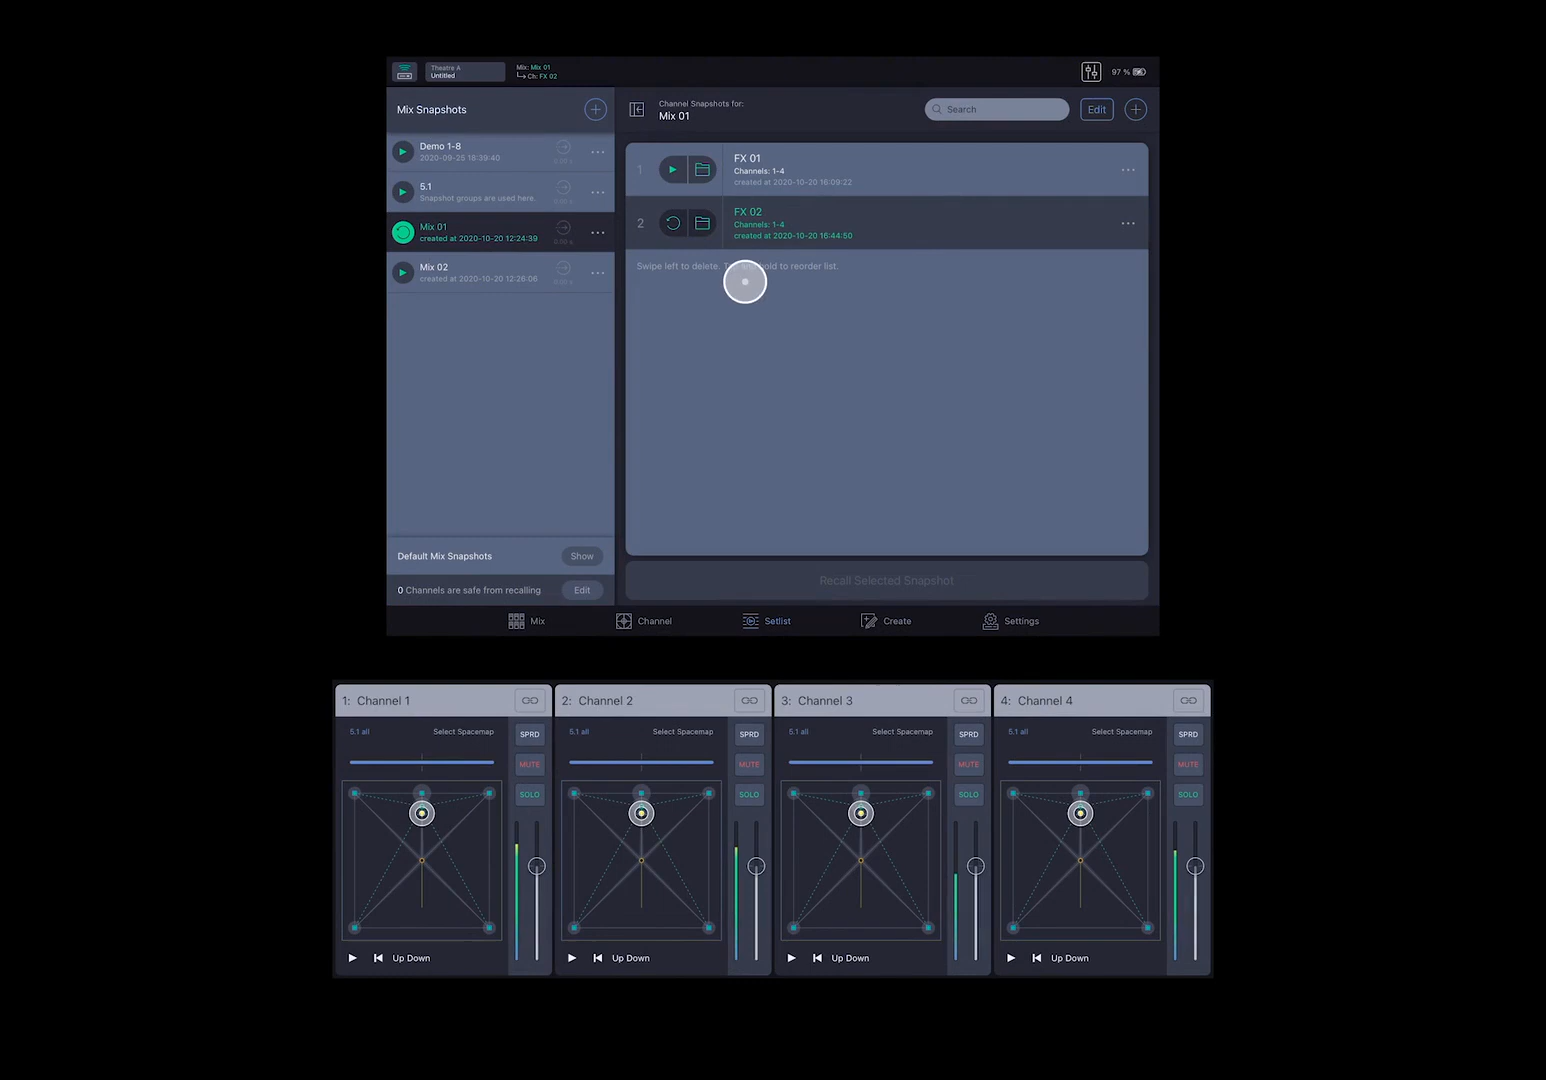 Theatre A
Untitled
Mix: Mix 01
Ch: FX 02
97 %
Mix Snapshots
Channel Snapshots for:
Mix 01
Search
Edit
Demo 1-8
2020-09-25 18:39:40
5.1
Snapshot groups are used here.
Mix 01
created at 2020-10-20 12:24:39
Mix 02
created at 2020-10-20 12:26:06
1
FX 01
Channels: 1-4
created at 2020-10-20 16:09:22
2
FX 02
Channels: 1-4
created at 2020-10-20 16:44:50
Swipe left to delete. hold to reorder list.
Default Mix Snapshots
Show
0 Channels are safe from recalling
Edit
Recall Selected Snapshot
Mix
Channel
Setlist
Create
Settings
1: Channel 1
5.1 all
Select Spacemap
SPRD
MUTE
SOLO
Up Down
2: Channel 2
5.1 all
Select Spacemap
SPRD
MUTE
SOLO
Up Down
3: Channel 3
5.1 all
Select Spacemap
SPRD
MUTE
SOLO
Up Down
4: Channel 4
5.1 all
Select Spacemap
SPRD
MUTE
SOLO
Up Down